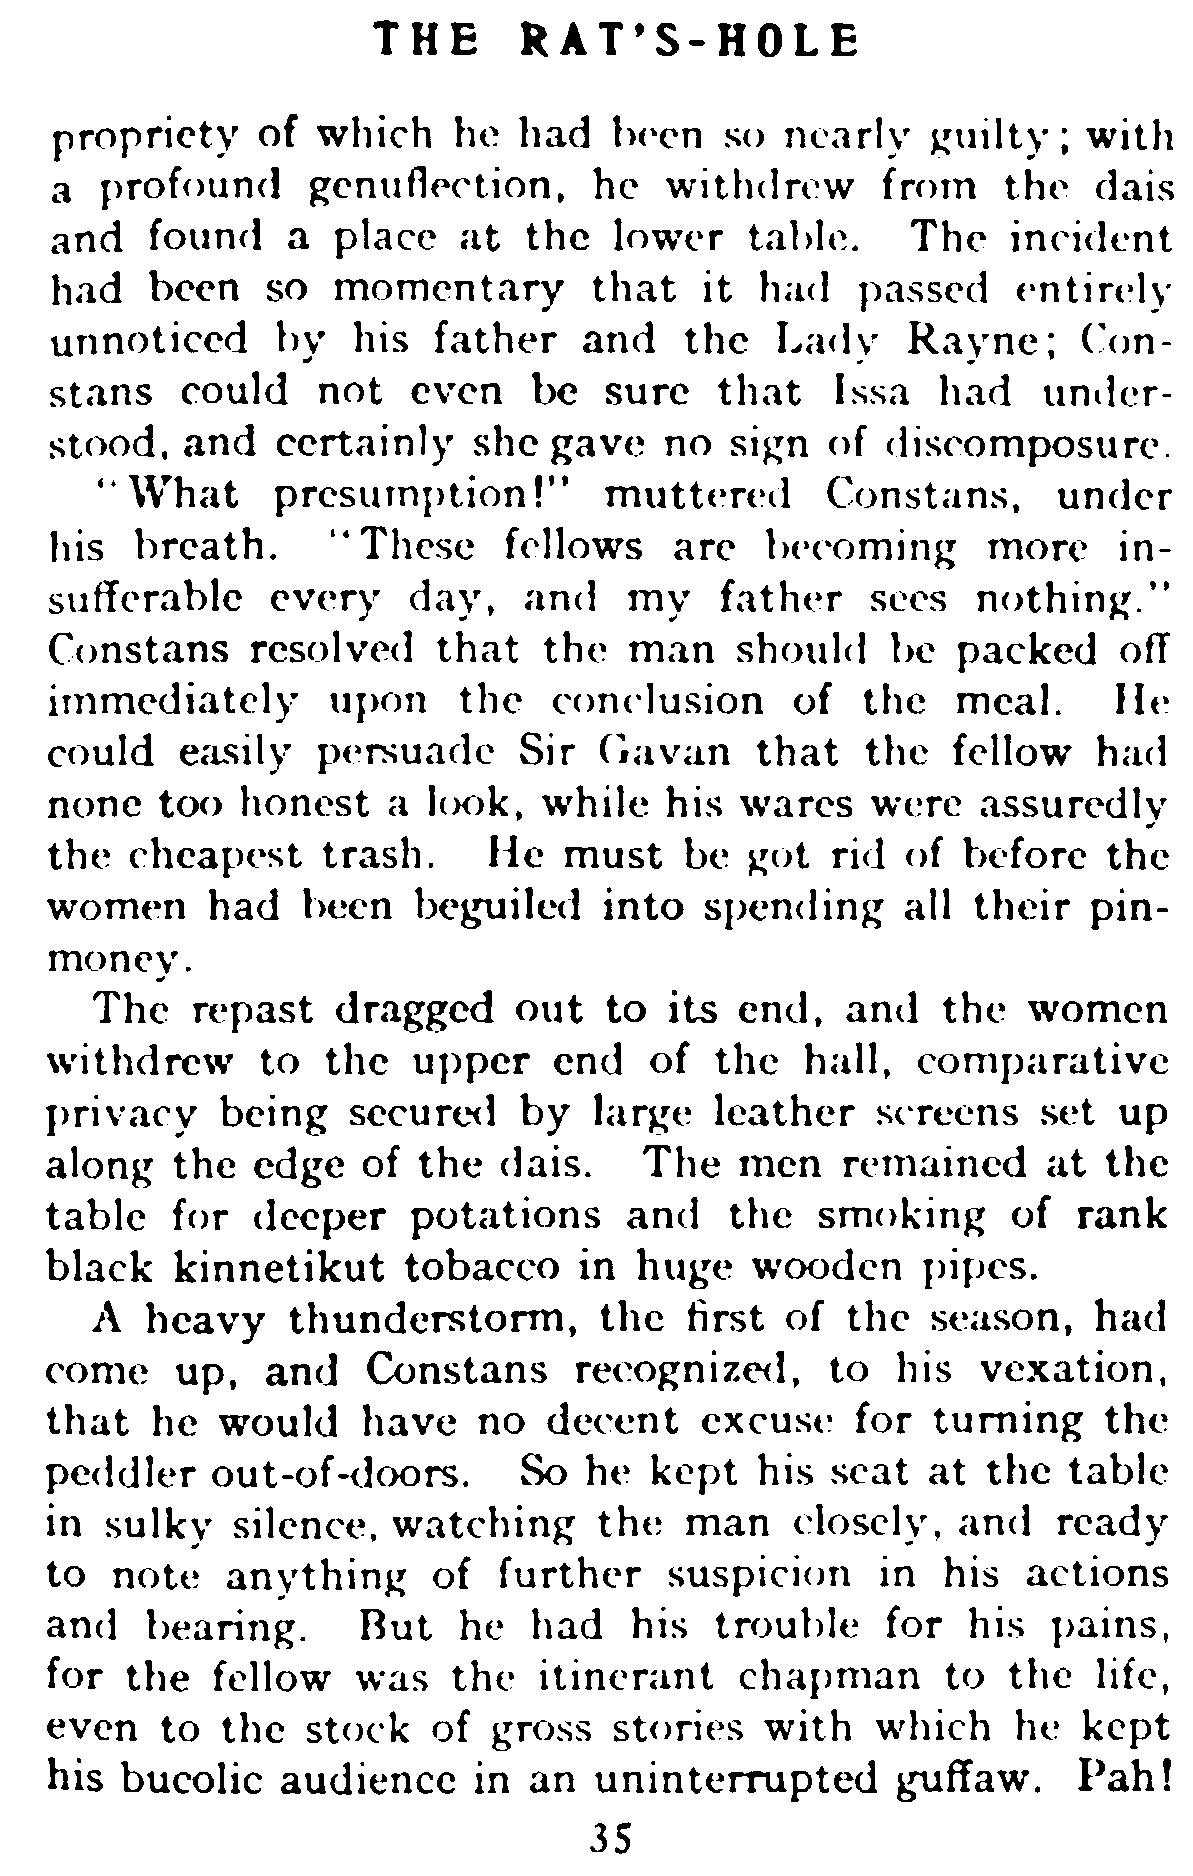 THE RAT'S-HOLE
propriety of which he had been so nearly guilty; with
a profound genuflection, he withdrew from the dais
and found a place at the lower table. The incident
had been so momentary that it had passed entirely
unnoticed by his father and the Lady Rayne; Con-
stans could not even be sure that Issa had under-
stood, and certainly she gave no sign of discomposure.
"What presumption!" muttered Constans, under
his breath. "These fellows are becoming more in-
sufferable every day, and my father sees nothing."
Constans resolved that the man should be packed off
immediately upon the conclusion of the meal. He
could easily persuade Sir Gavan that the fellow had
none too honest a look, while his wares were assuredly
the cheapest trash. He must be got rid of before the
women had been beguiled into spending all their pin-
money.
The repast dragged out to its end, and the women
withdrew to the upper end of the hall, comparative
privacy being secured by large leather screens set up
along the edge of the dais. The men remained at the
table for deeper potations and the smoking of rank
black kinnetikut tobacco in huge wooden pipes.
A heavy thunderstorm, the first of the season, had
come up, and Constans recognized, to his vexation,
that he would have no decent excuse for turning the
peddler out-of-doors. So he kept his seat at the table
in sulky silence, watching the man closely, and ready
to note anything of further suspicion in his actions
and bearing. But he had his trouble for his pains,
for the fellow was the itinerant chapman to the life,
even to the stock of gross stories with which he kept
his bucolic audience in an uninterrupted guffaw. Pah!
35